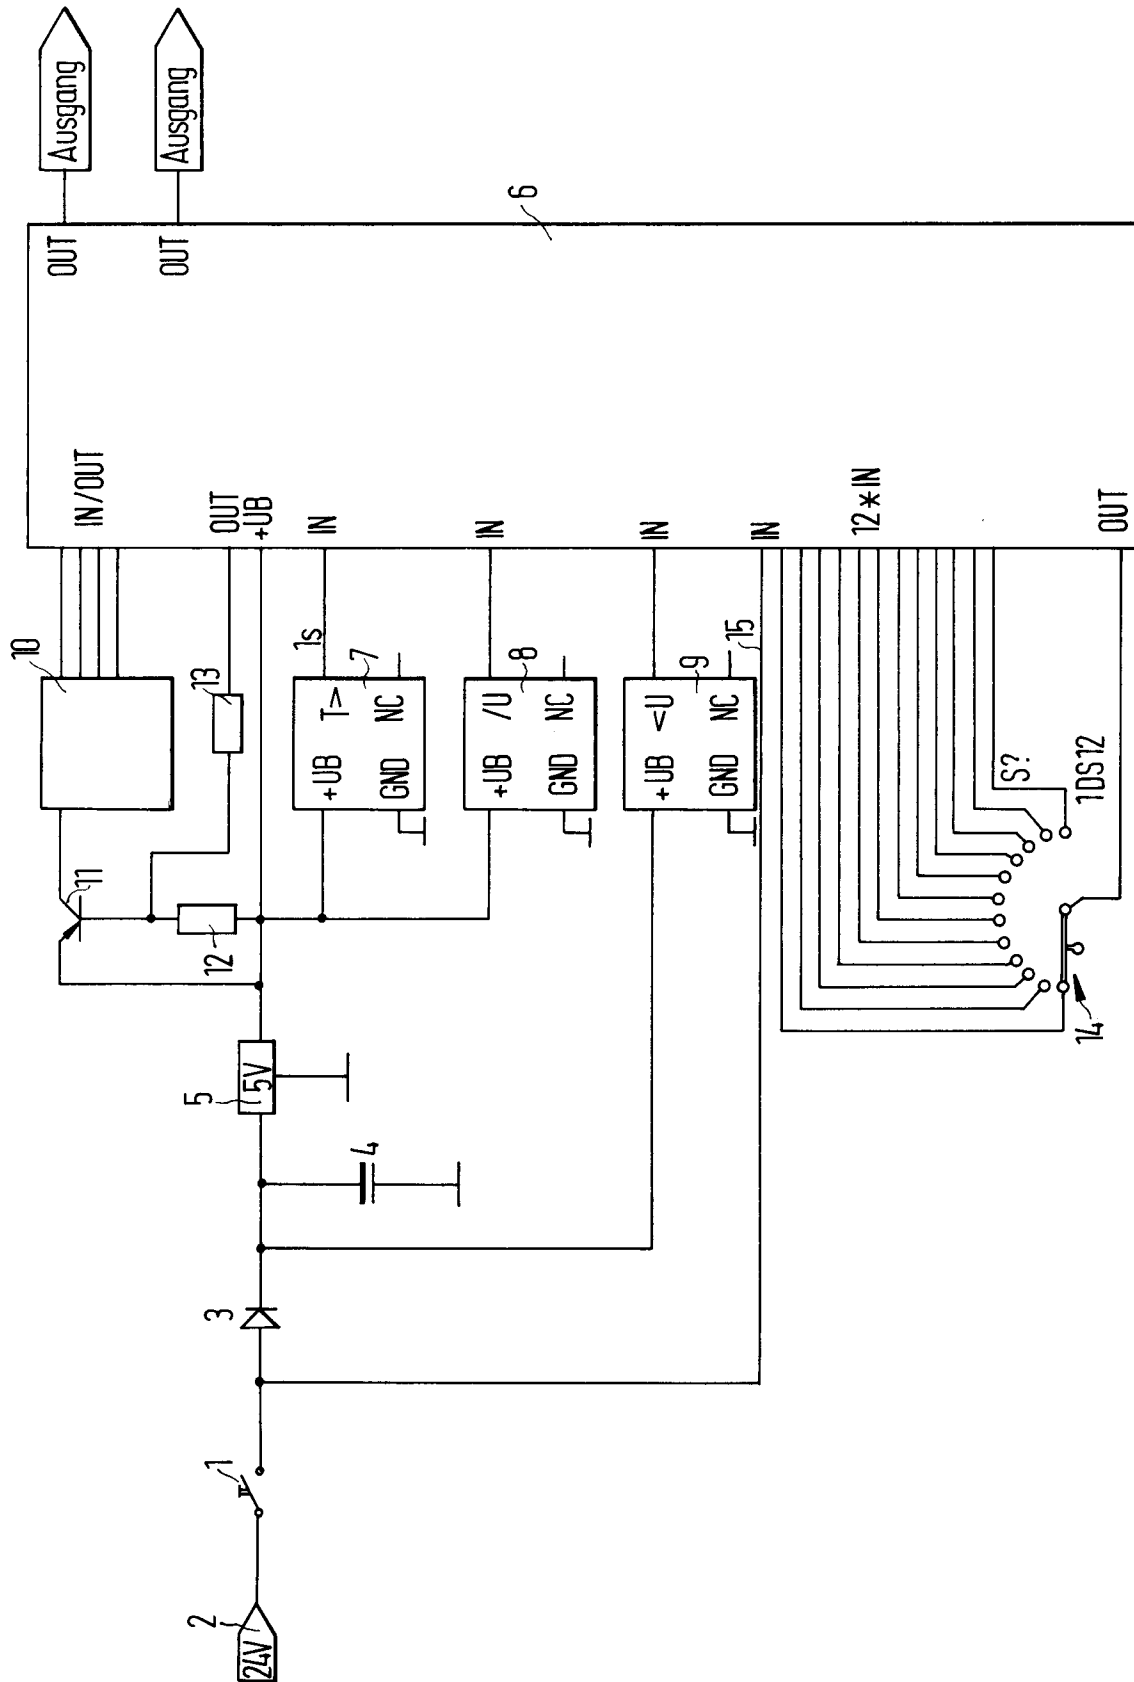 Ausgang
Ausgang
6
OUT
OUT
IN/OUT
OUT
+UB
IN
IN
IN
IN
12*IN
OUT
10
13
1s
7
T>
NC
+UB
GND
8
/U
NC
+UB
GND
15
9
<U
NC
+UB
GND
S?
1DS12
11
12
14
5
5V
4
3
1
2
24V